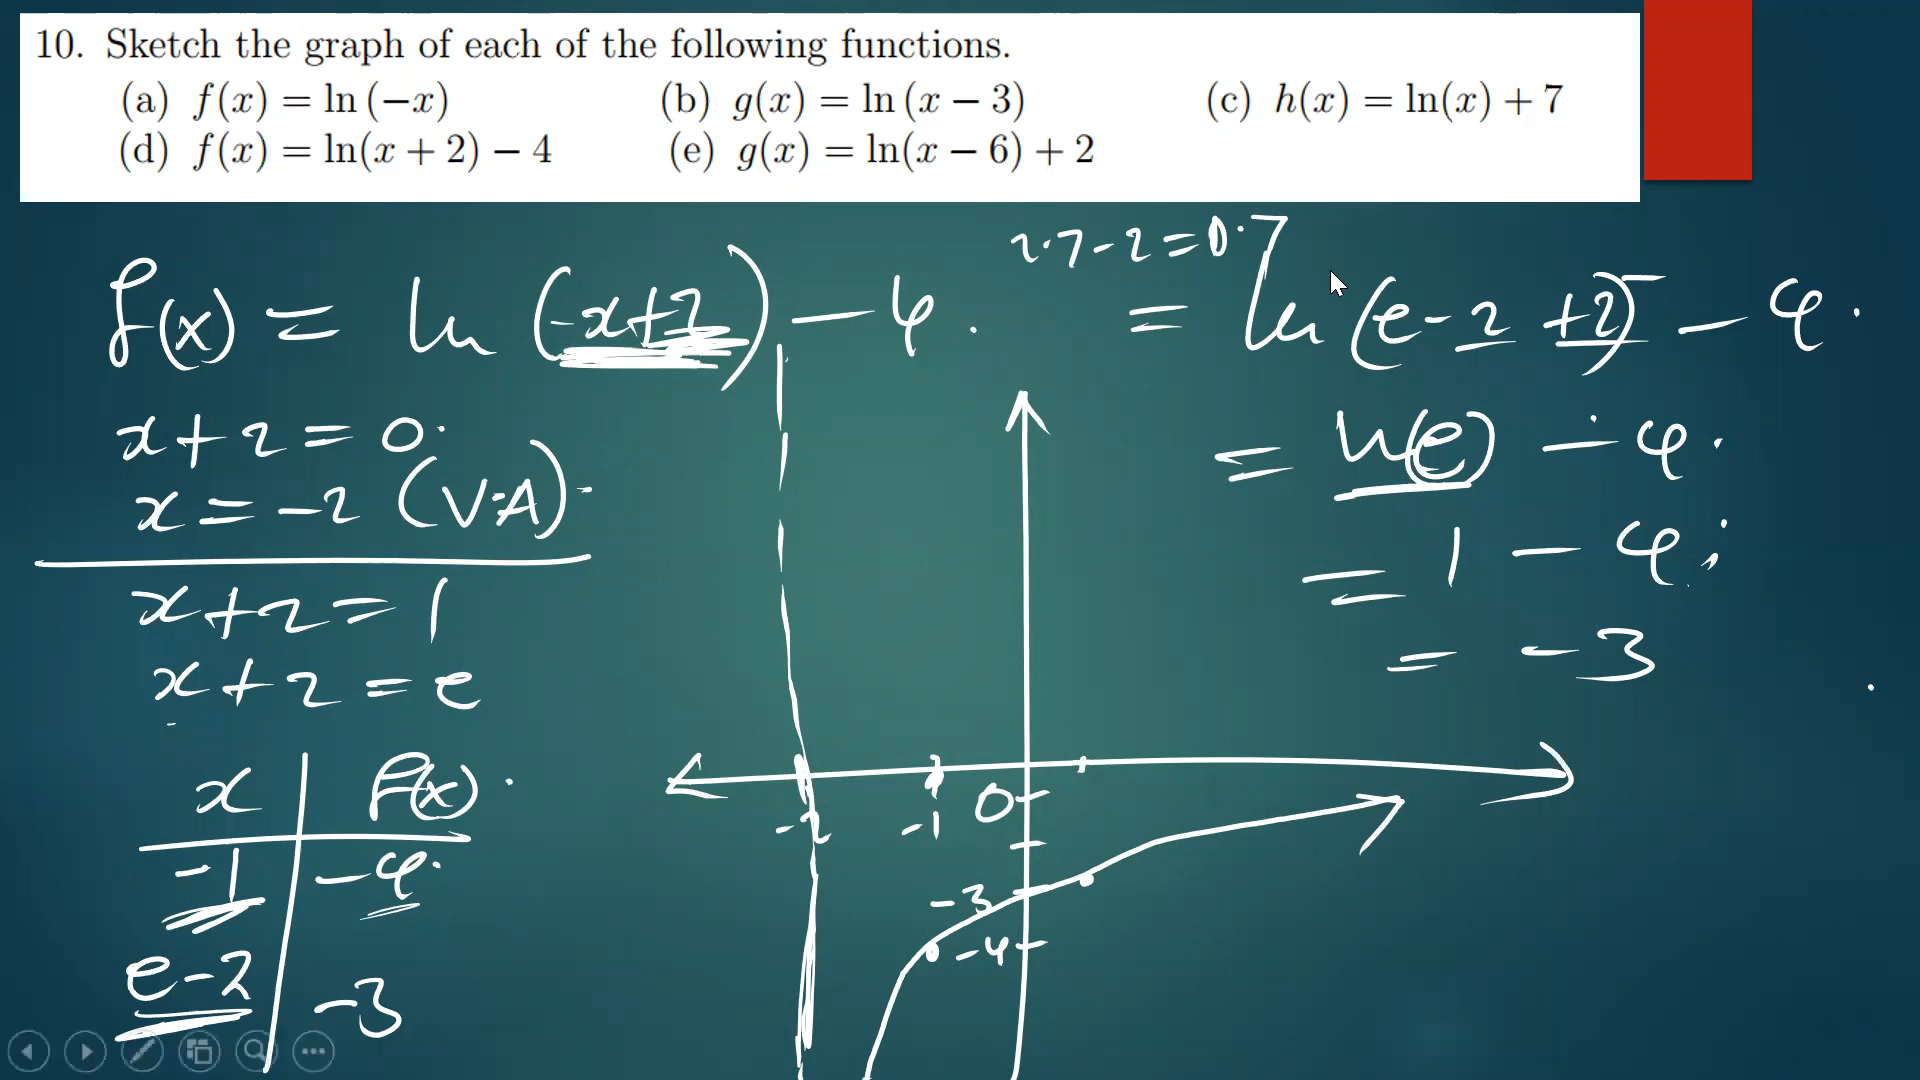 10. Sketch the graph of each of the following functions.
(a) f(x) = ln (−x) (b) g(x) = ln (x − 3) (c) h(x) = ln(x) + 7
(d) f(x) = ln(x + 2) − 4 (e) g(x) = ln(x − 6) + 2
2.7-2=0.7
f(x) = ln (-x+2) - 4.
= ln (e-2+2) - 4.
x+2=0.
x=-2 (V.A).
x+2=1
x+2=e
x | f(x).
-1 | -4.
e-2 | -3
= ln(e) - 4.
= 1 - 4;
= -3
-2 -1 0
-3
-4